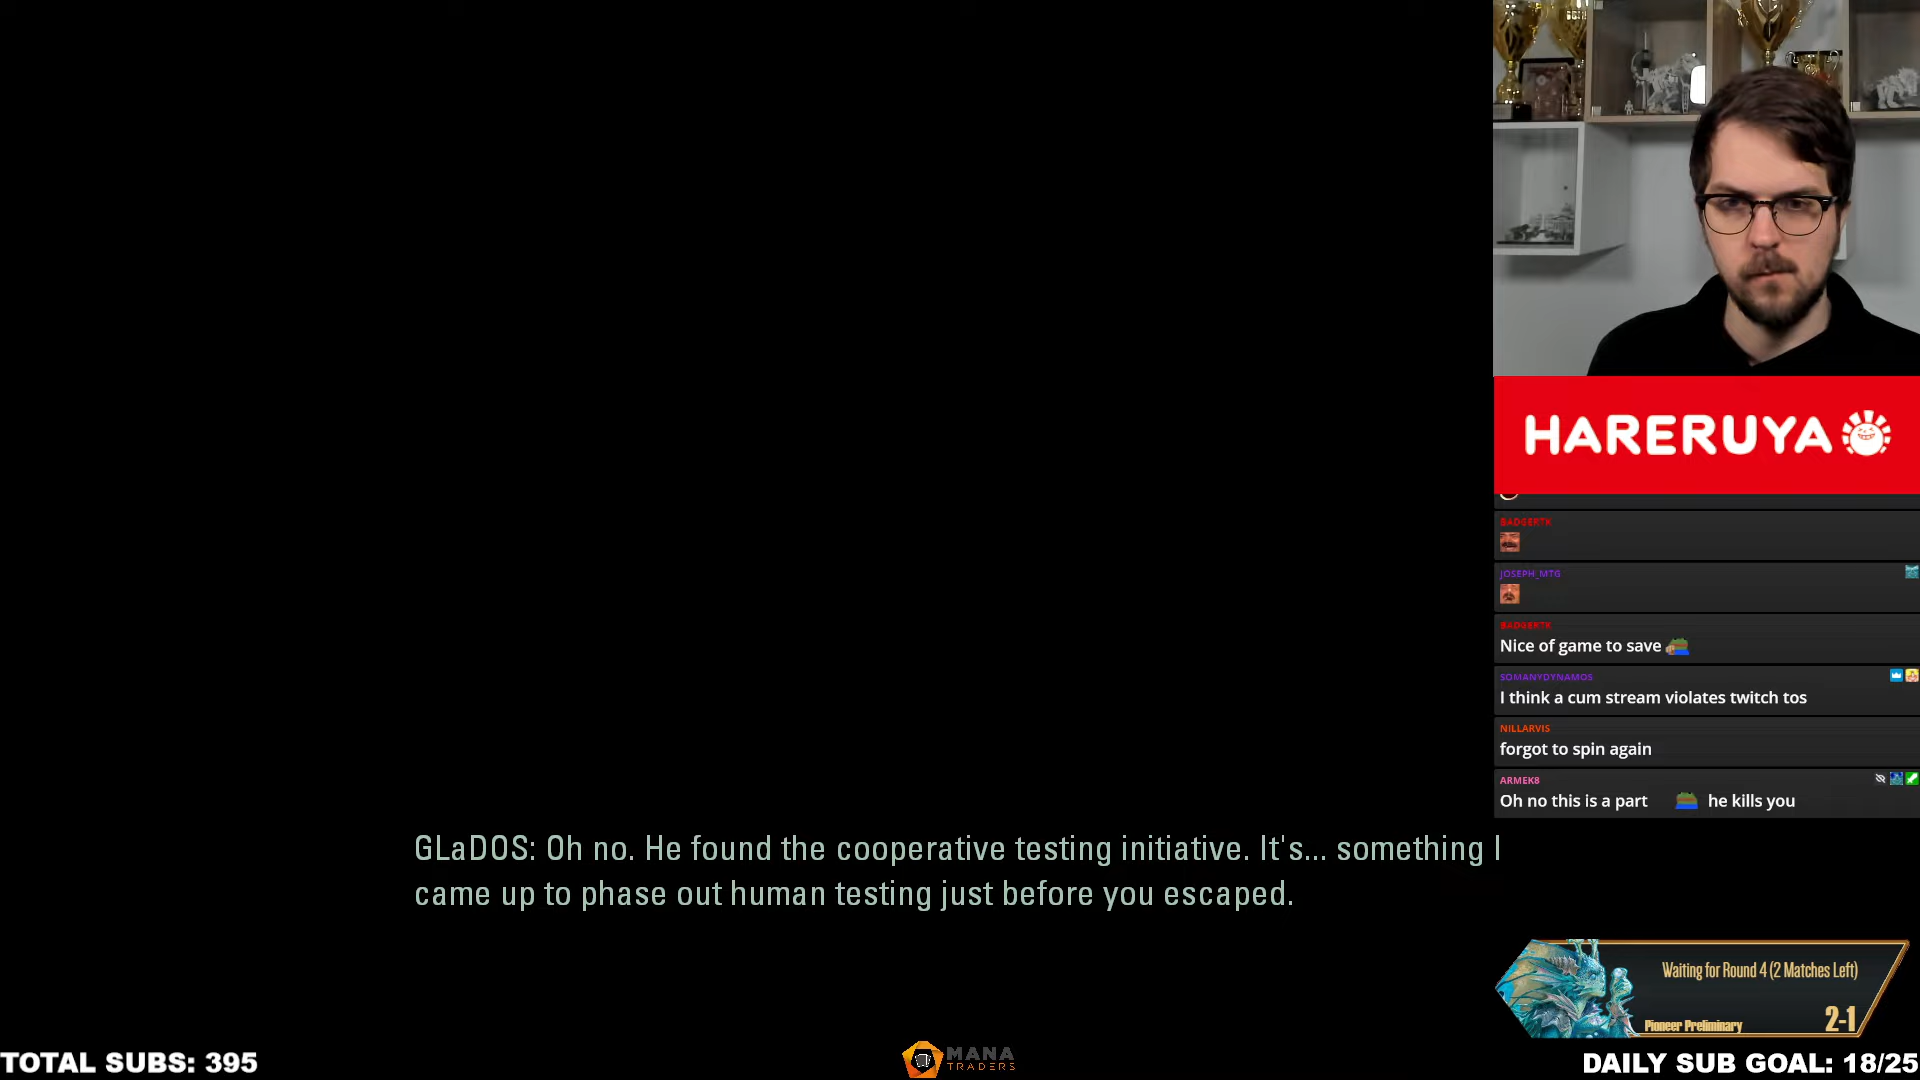 HARERUYA
BADGERTK
JOSEPH_MTG
BADGERTK
Nice of game to save
SOMANYDYNAMOS
I think a cum stream violates twitch tos
NILLARVIS
forgot to spin again
ARMEK8
Oh no this is a part he kills you
GLaDOS: Oh no. He found the cooperative testing initiative. It's... something I
came up to phase out human testing just before you escaped.
Waiting for Round 4 (2 Matches Left)
Pioneer Preliminary
2-1
TOTAL SUBS: 395
MANA
TRADERS
DAILY SUB GOAL: 18/25